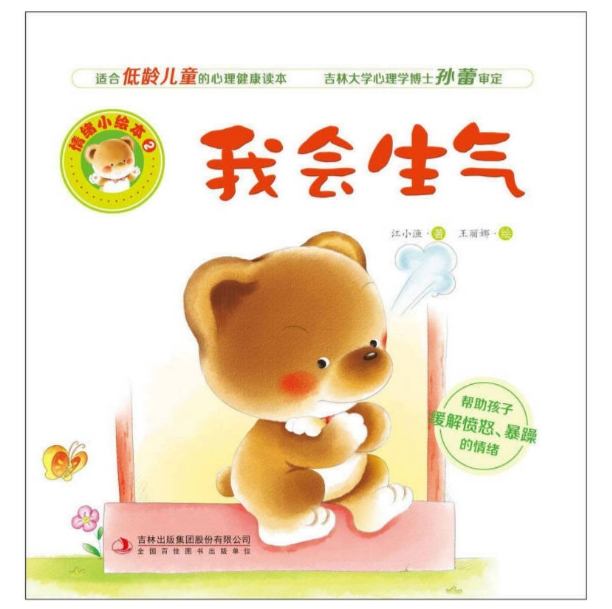 适合低龄儿童的心理健康读本 吉林大学心理学博士孙蕾审定
情绪小绘本2
我会生气
江小渔·著 王丽娜·绘
帮助孩子
缓解愤怒、暴躁
的情绪
吉林出版集团股份有限公司
全国百佳图书出版单位